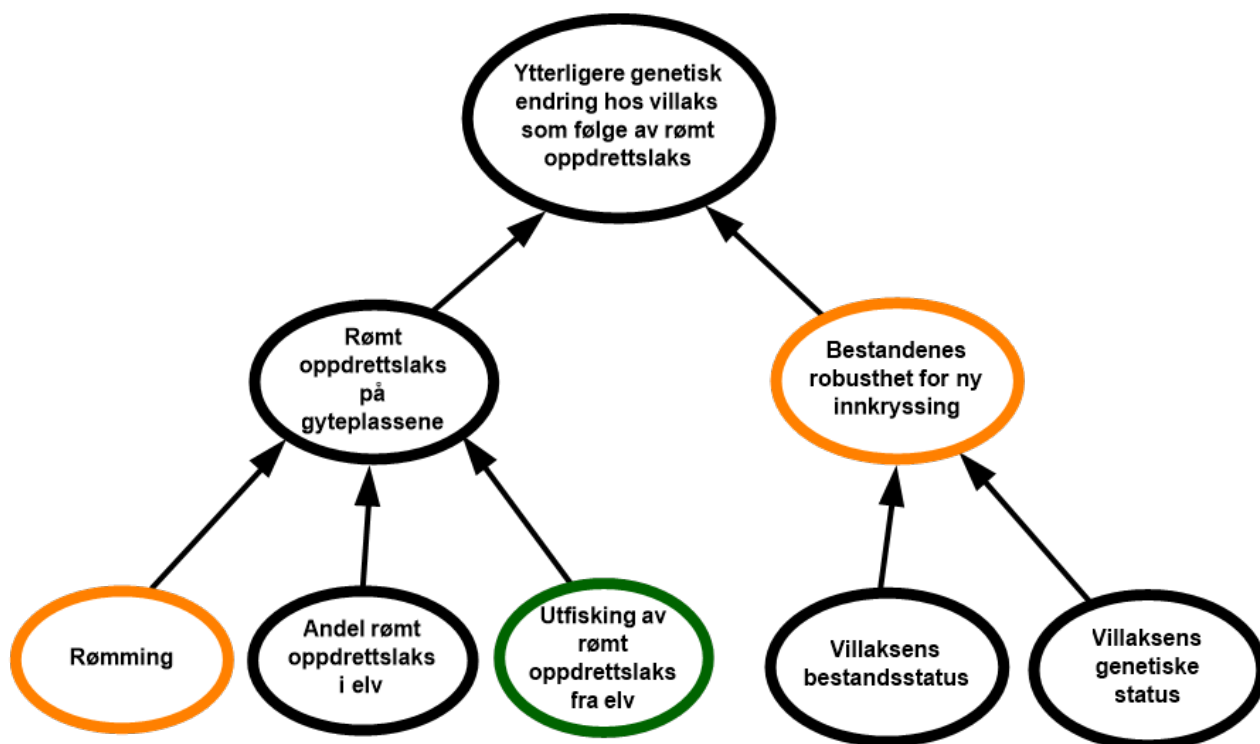 Ytterligere genetisk
endring hos villaks
som følge av rømt
oppdrettslaks
Rømt
oppdrettslaks
på
gyteplassene
Bestandenes
robusthet for ny
innkryssing
Rømming
Andel rømt
oppdrettslaks
i elv
Utfisking av
rømt
oppdrettslaks
fra elv
Villaksens
bestandsstatus
Villaksens
genetiske
status